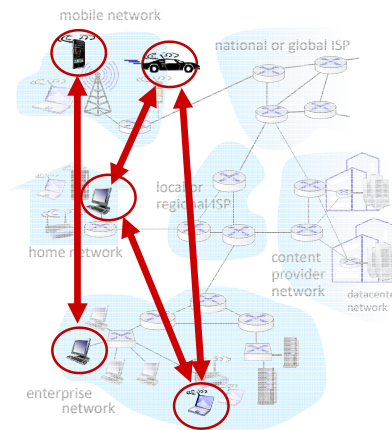 mobile network
national or global ISP
local or
regional ISP
home network
content
provider
network
datacenter
network
enterprise
network